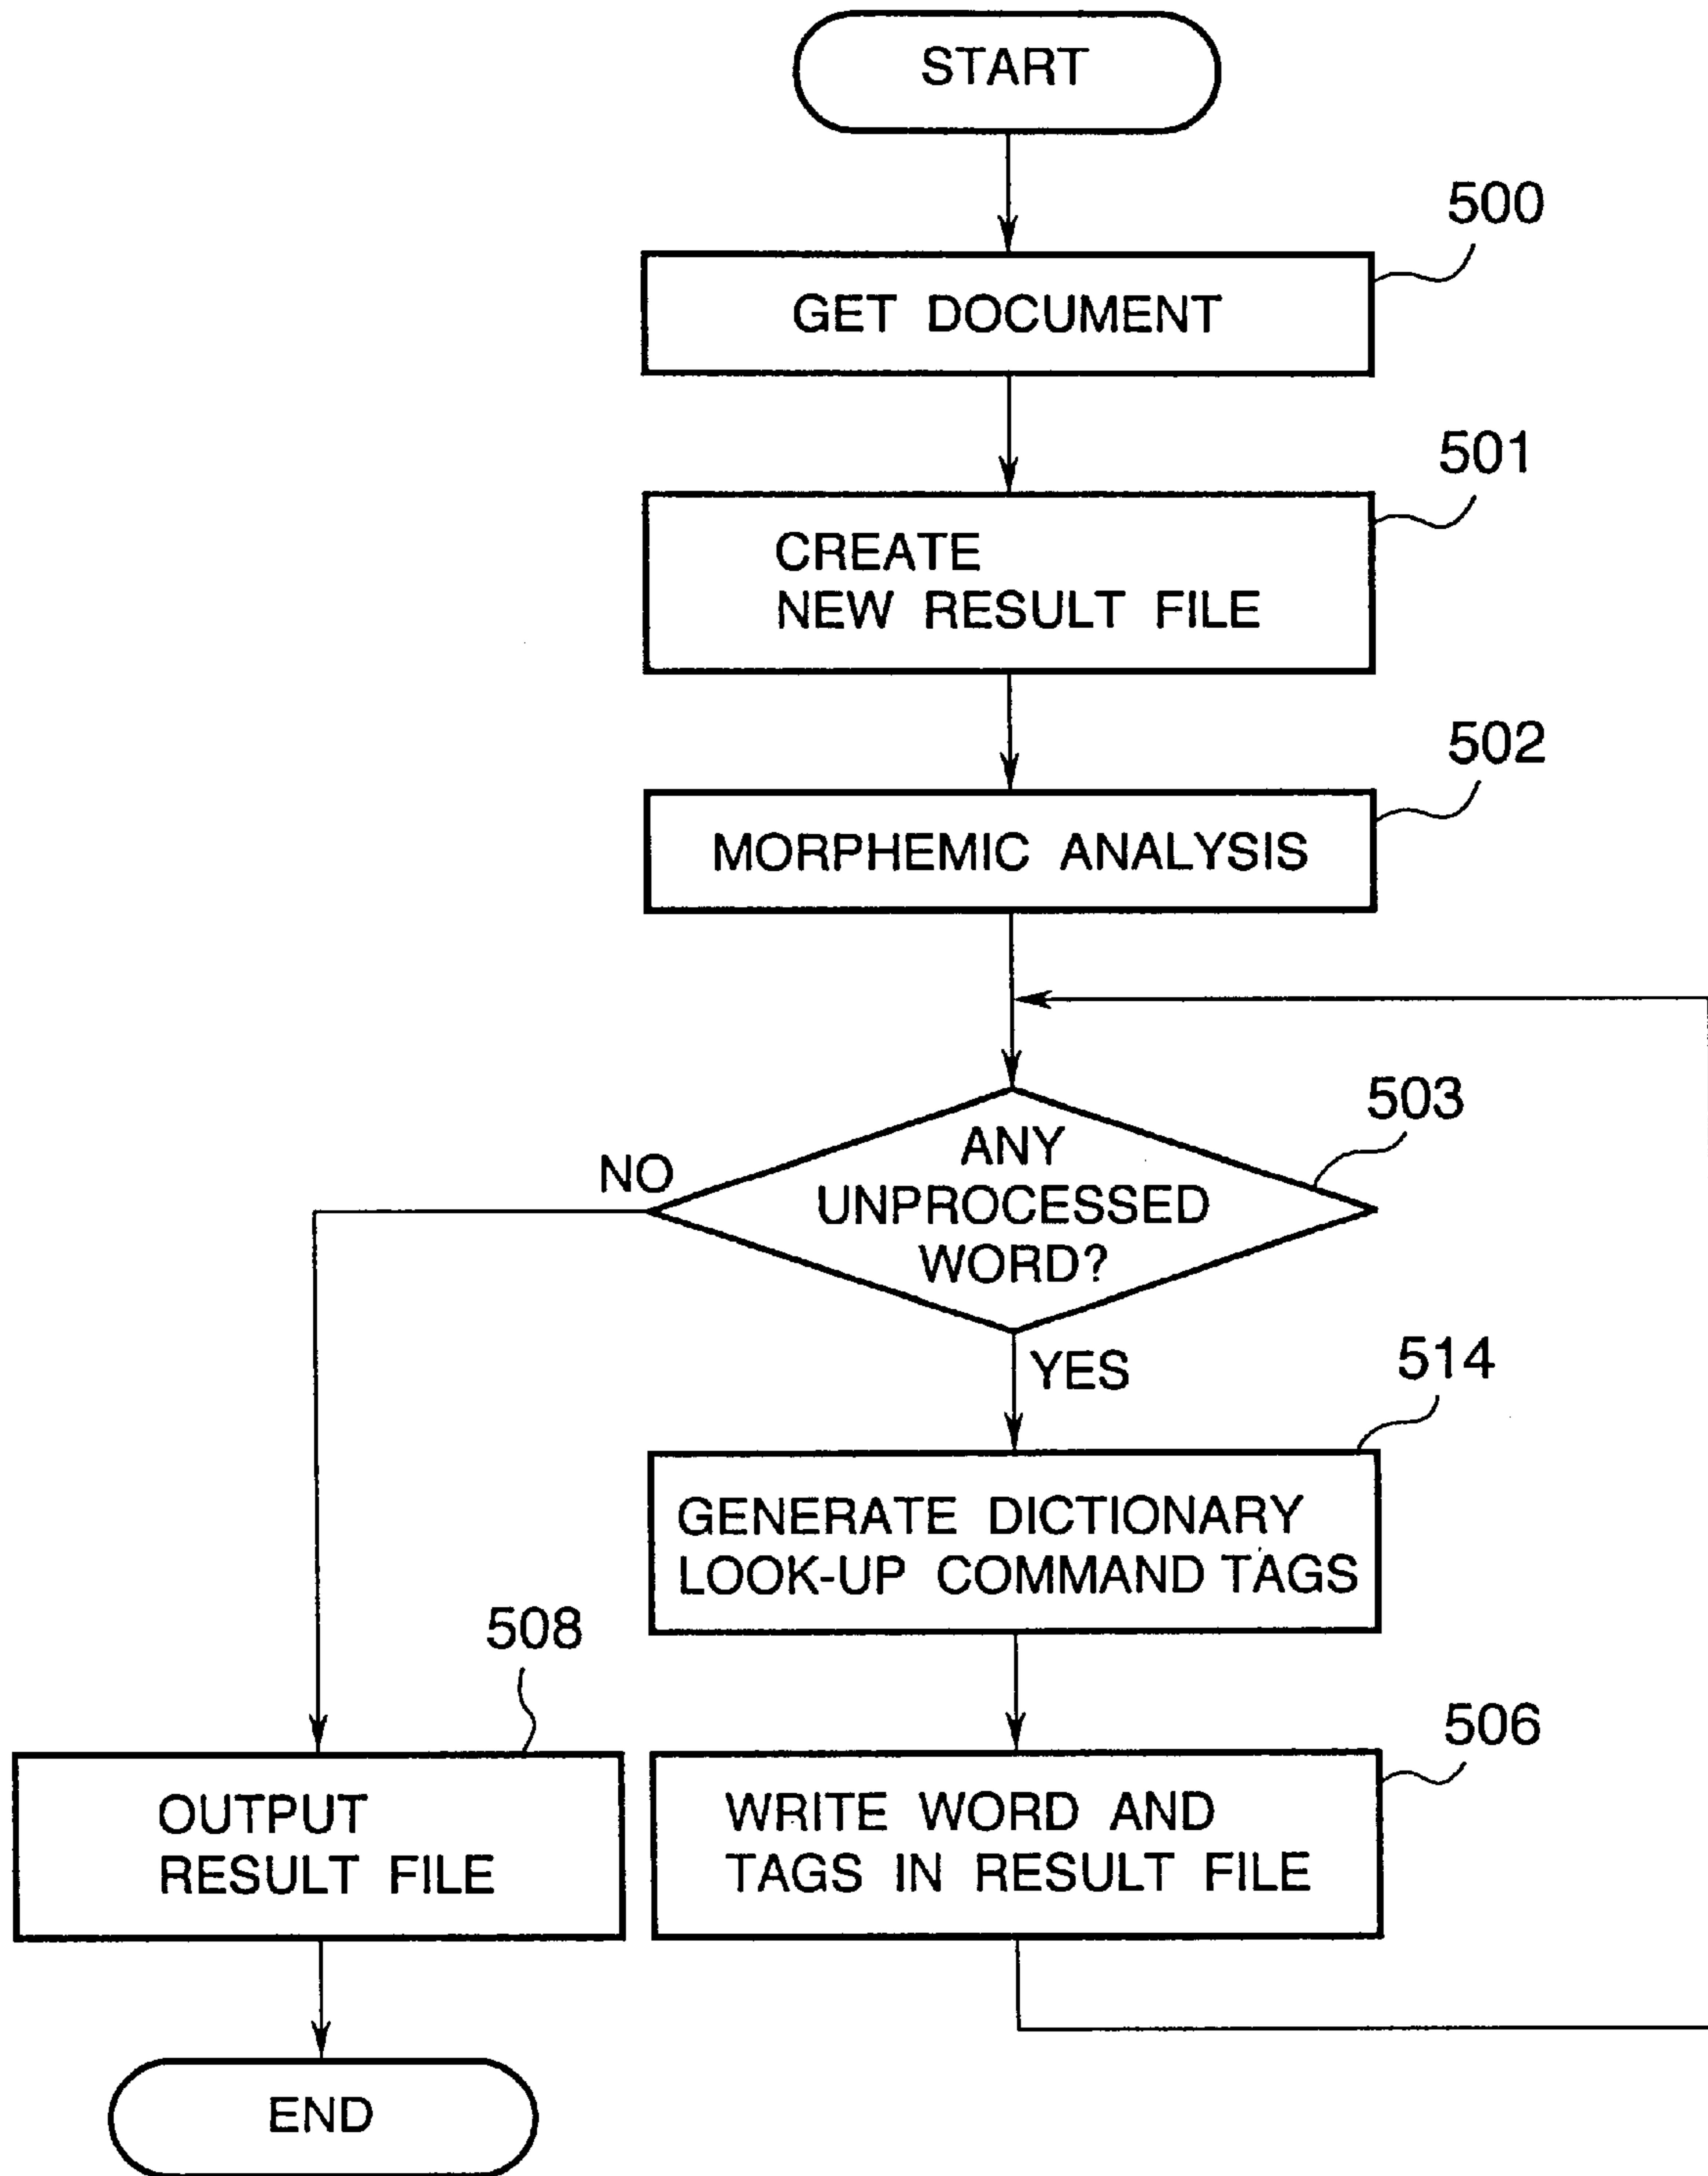 START
500
GET DOCUMENT
501
CREATE
NEW RESULT FILE
502
MORPHEMIC ANALYSIS
503
ANY
UNPROCESSED
WORD?
NO
YES
514
GENERATE DICTIONARY
LOOK-UP COMMAND TAGS
508
OUTPUT
RESULT FILE
506
WRITE WORD AND
TAGS IN RESULT FILE
END